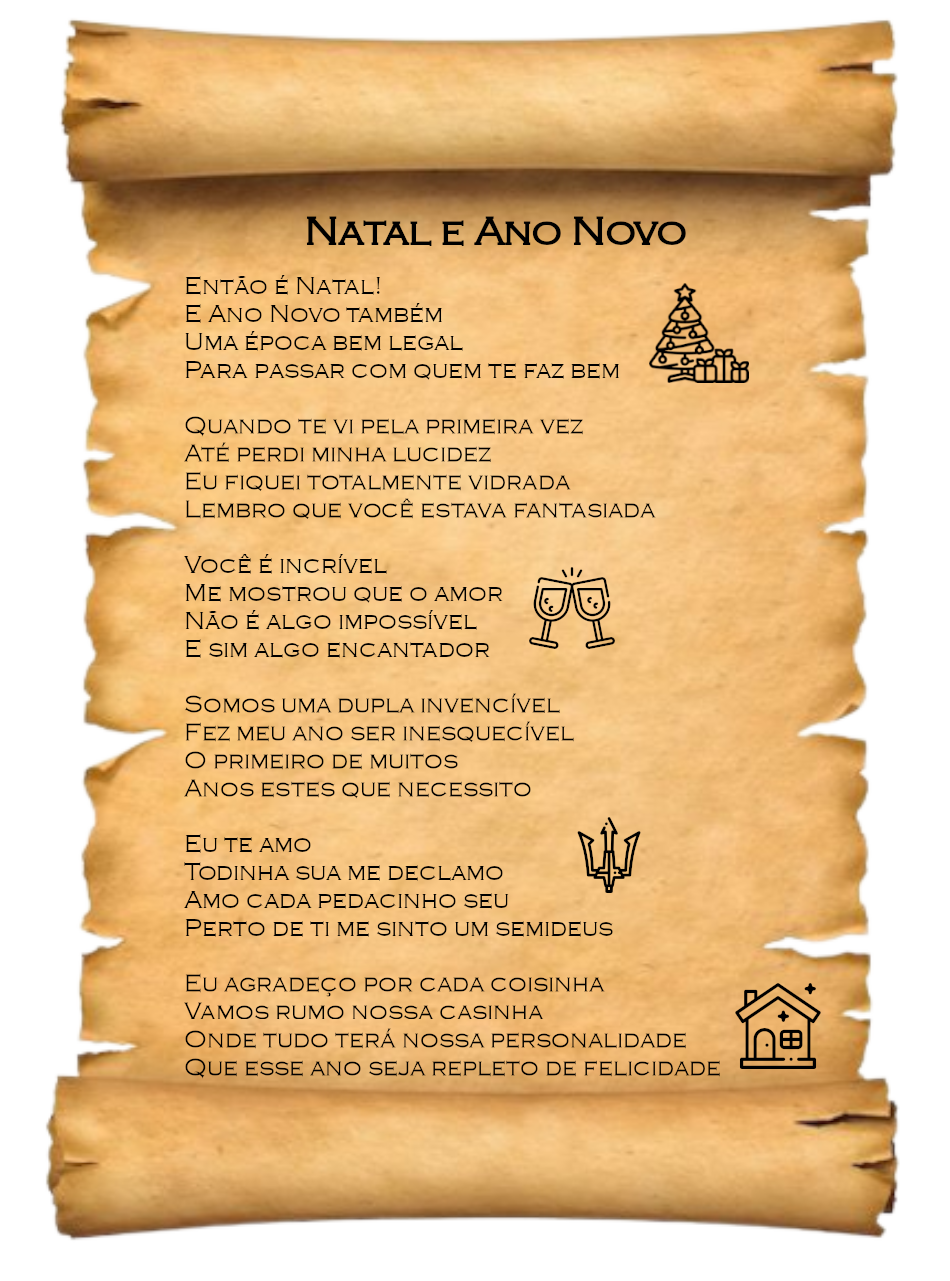 Natal e Ano Novo
Então é Natal!
E Ano Novo também
Uma época bem legal
Para passar com quem te faz bem
Quando te vi pela primeira vez
Até perdi minha lucidez
Eu fiquei totalmente vidrada
Lembro que você estava fantasiada
Você é incrível
Me mostrou que o amor
Não é algo impossível
E sim algo encantador
Somos uma dupla invencível
Fez meu ano ser inesquecível
O primeiro de muitos
Anos estes que necessito
Eu te amo
Todinha sua me declamo
Amo cada pedacinho seu
Perto de ti me sinto um semideus
Eu agradeço por cada coisinha
Vamos rumo nossa casinha
Onde tudo terá nossa personalidade
Que esse ano seja repleto de felicidade